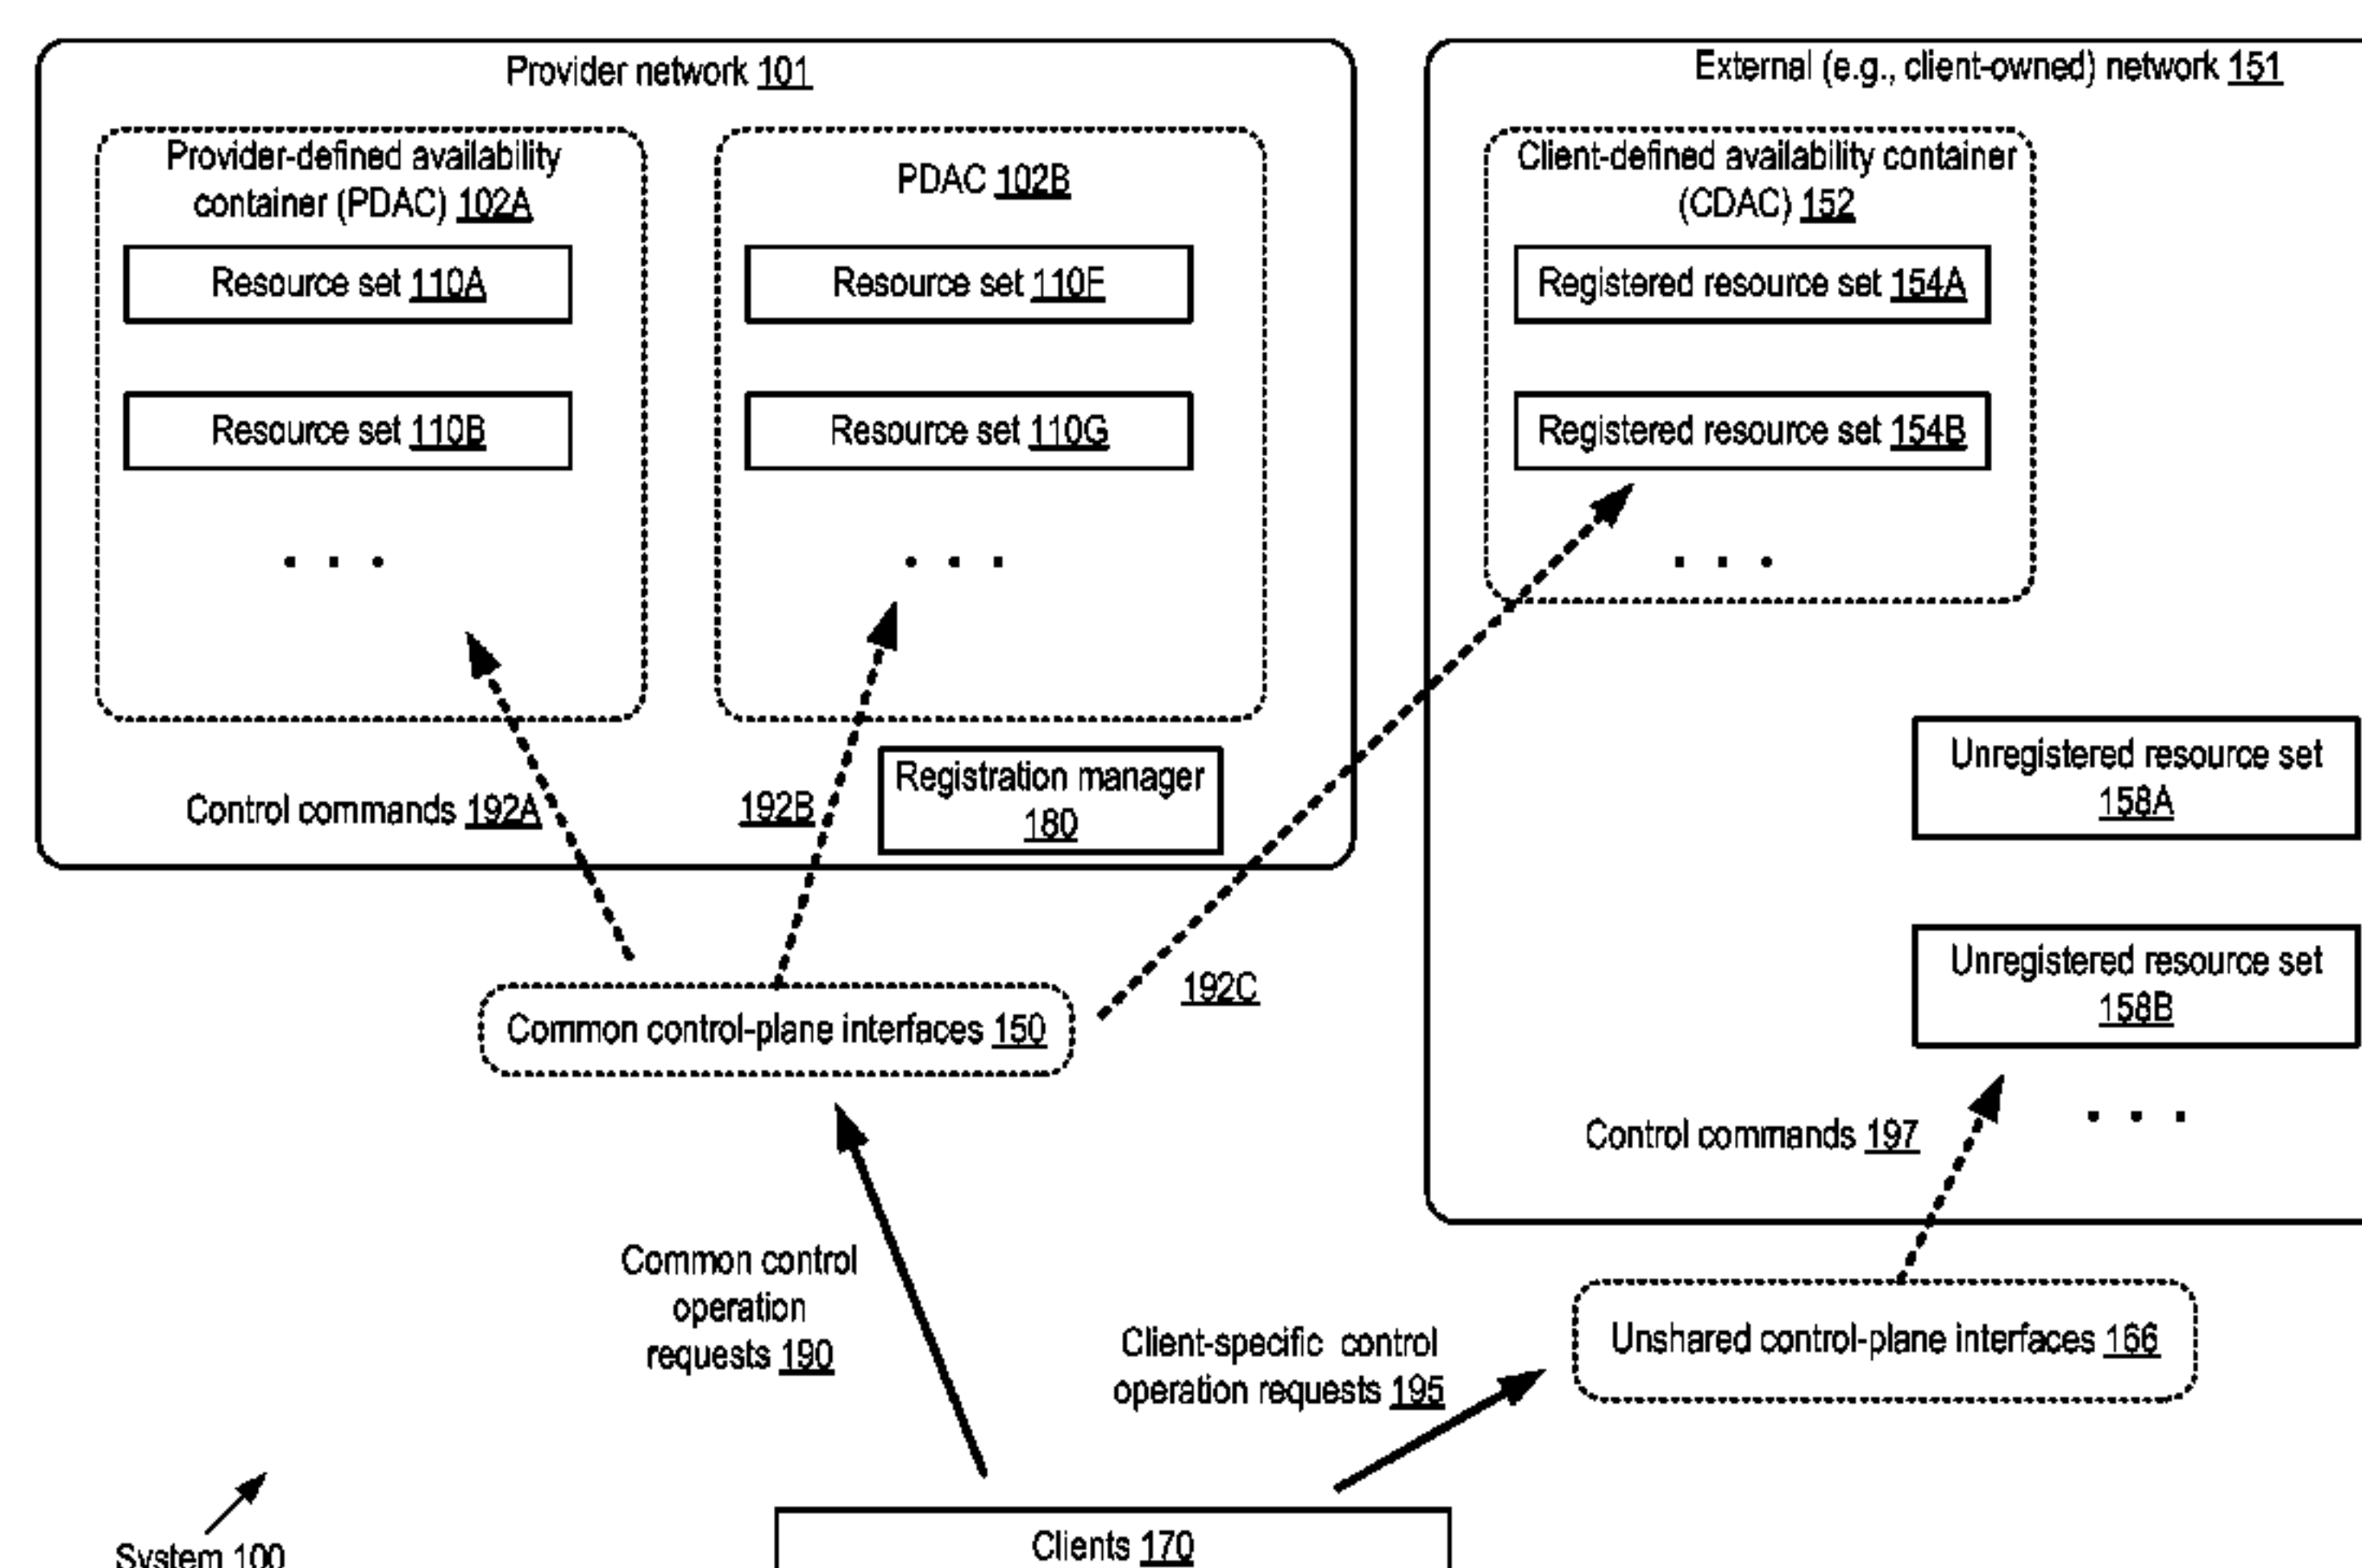 Provider network 101
Provider-defined availability
container (PDAC) 102A
Resource set 110A
Resource set 110B
. . .
PDAC 102B
Resource set 110F
Resource set 110G
. . .
Control commands 192A
192B
Registration manager
180
External (e.g., client-owned) network 151
Client-defined availability container
(CDAC) 152
Registered resource set 154A
Registered resource set 154B
. . .
Unregistered resource set
158A
Unregistered resource set
158B
. . .
Control commands 197
192C
Common control-plane interfaces 150
Common control
operation
requests 190
Client-specific control
operation requests 195
Unshared control-plane interfaces 166
System 100
Clients 170